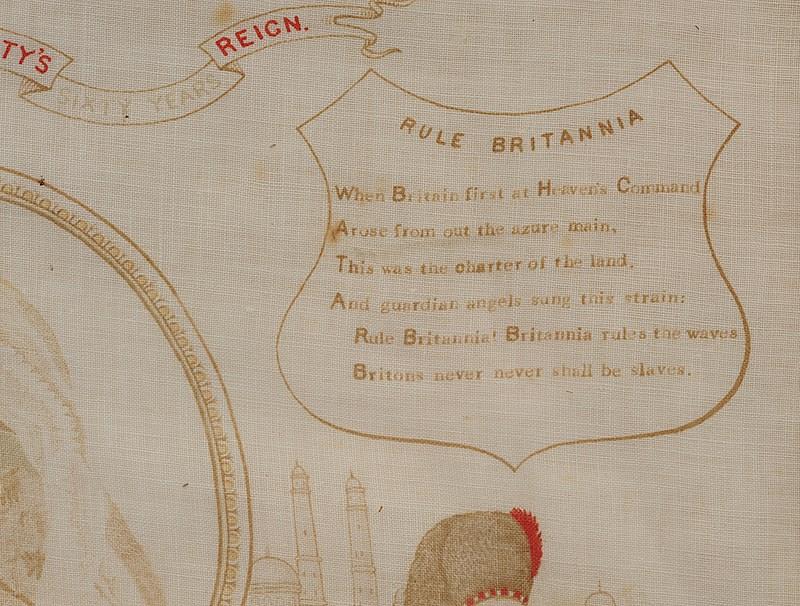 TY'S
SIXTY YEARS
REIGN.
RULE BRITANNIA
When Britain first at Heaven's Command
Arose from out the azure main,
This was the charter of the land,
And guardian angels sung this strain:
Rule Britannia! Britannia rules the waves
Britons never never shall be slaves.